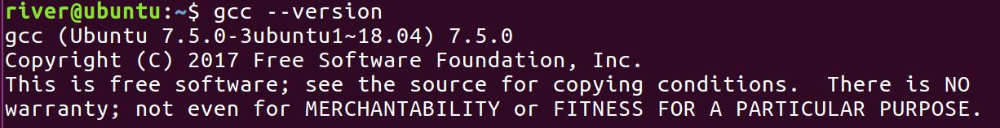 river@ubuntu:~$ gcc --version
gcc (Ubuntu 7.5.0-3ubuntu1~18.04) 7.5.0
Copyright (C) 2017 Free Software Foundation, Inc.
This is free software; see the source for copying conditions.  There is NO
warranty; not even for MERCHANTABILITY or FITNESS FOR A PARTICULAR PURPOSE.